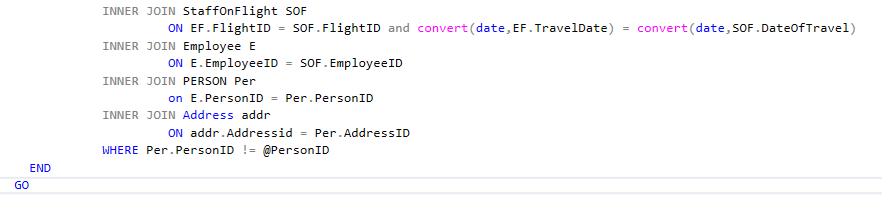 INNER JOIN StaffOnFlight SOF
ON EF.FlightID = SOF.FlightID and convert(date,EF.TravelDate) = convert(date,SOF.DateOfTravel)
INNER JOIN Employee E
ON E.EmployeeID = SOF.EmployeeID
INNER JOIN PERSON Per
on E.PersonID = Per.PersonID
INNER JOIN Address addr
ON addr.Addressid = Per.AddressID
WHERE Per.PersonID != @PersonID
END
GO